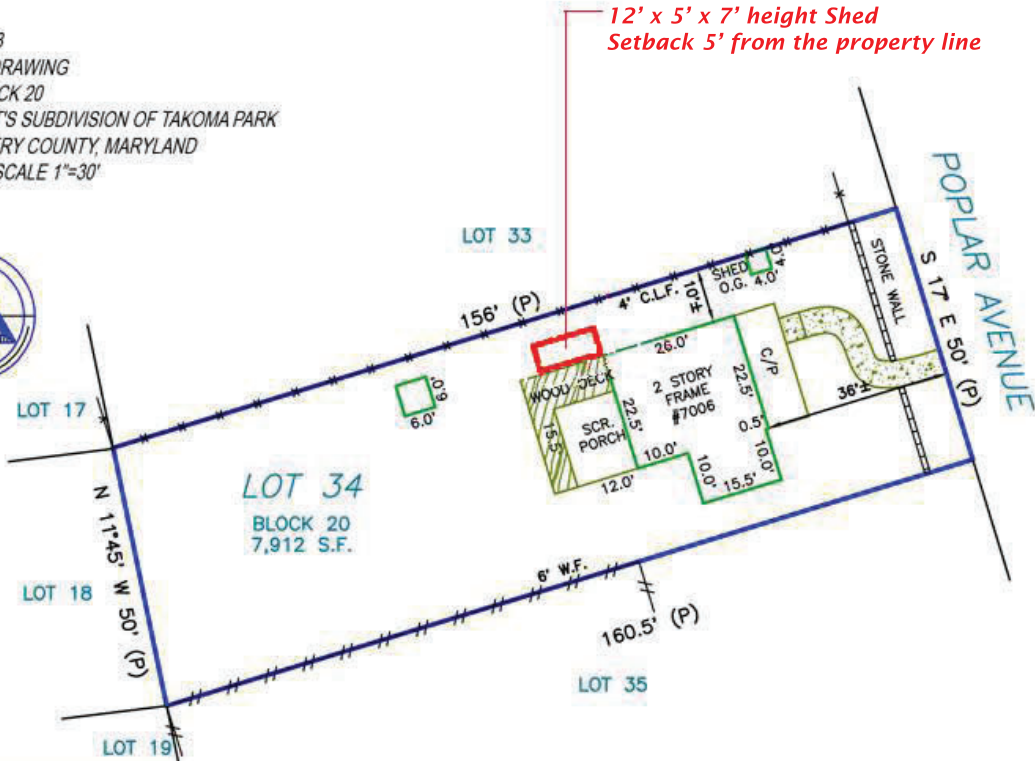 12' x 5' x 7' height Shed
Setback 5' from the property line
DRAWING
CK 20
T'S SUBDIVISION OF TAKOMA PARK
ERY COUNTY, MARYLAND
SCALE 1"=30'
POPLAR AVENUE
LOT 33
STONE WALL
S 17° E 50' (P)
SHED
O.G.
4.0'
4.0'
156' (P)
4' C.L.F.
10'±
26.0'
C/P
36'±
WOOD DECK
2 STORY
FRAME
#7006
22.5'
22.5'
0.5'
SCR.
PORCH
15.5'
10.0'
10.0'
10.0'
15.5'
12.0'
6.0'
6.0'
LOT 17
LOT 34
BLOCK 20
7,912 S.F.
N 11°45' W 50' (P)
6' W.F.
LOT 18
160.5' (P)
LOT 35
LOT 19